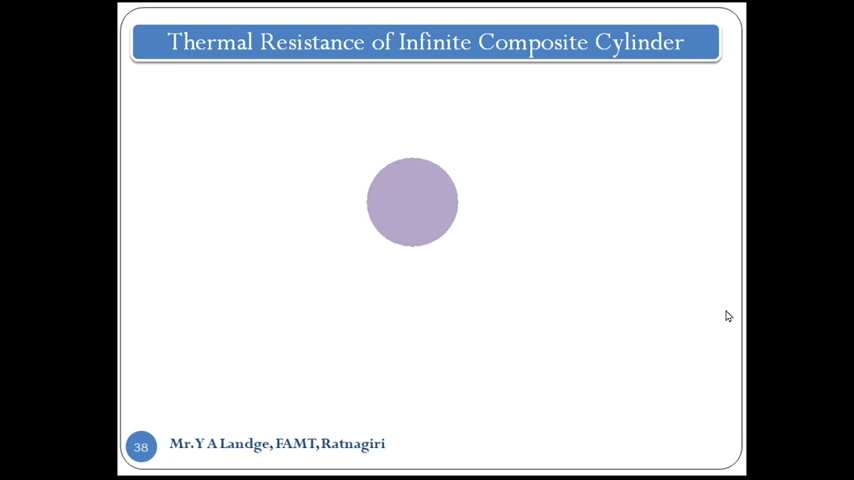 Thermal Resistance of Infinite Composite Cylinder
38
Mr. Y A Landge, FAMT, Ratnagiri